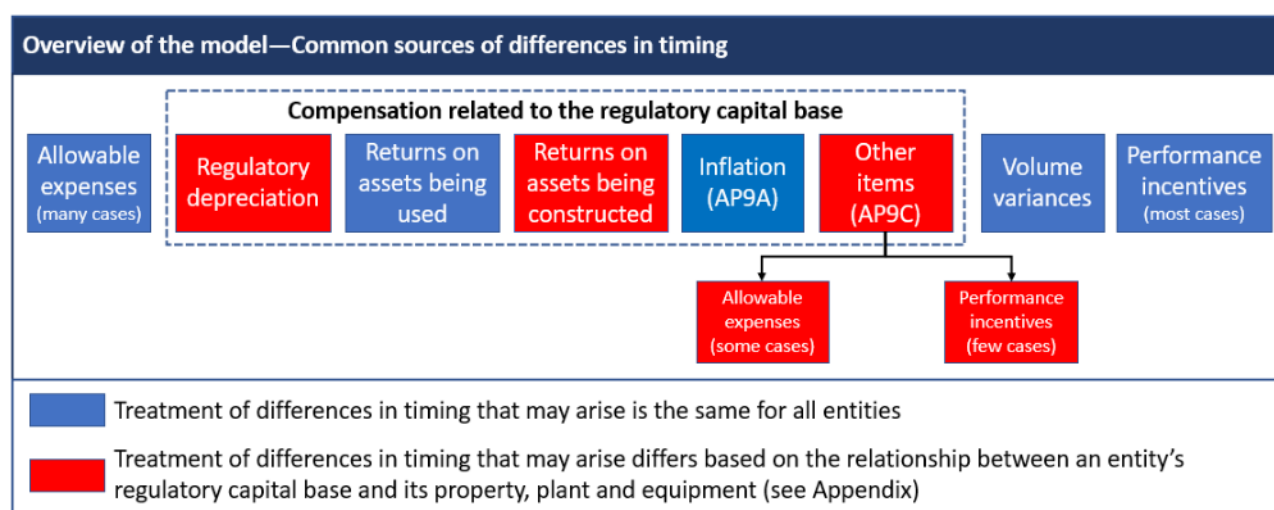 Overview of the model—Common sources of differences in timing
Compensation related to the regulatory capital base
Allowable
expenses
(many cases)
Regulatory
depreciation
Returns on
assets being
used
Returns on
assets being
constructed
Inflation
(AP9A)
Other
items
(AP9C)
Volume
variances
Performance
incentives
(most cases)
Allowable
expenses
(some cases)
Performance
incentives
(few cases)
Treatment of differences in timing that may arise is the same for all entities
Treatment of differences in timing that may arise differs based on the relationship between an entity’s
regulatory capital base and its property, plant and equipment (see Appendix)